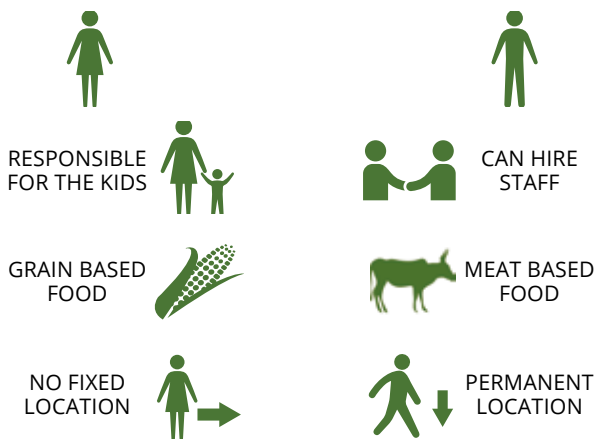 RESPONSIBLE
FOR THE KIDS
CAN HIRE
STAFF
GRAIN BASED
FOOD
MEAT BASED
FOOD
NO FIXED
LOCATION
PERMANENT
LOCATION